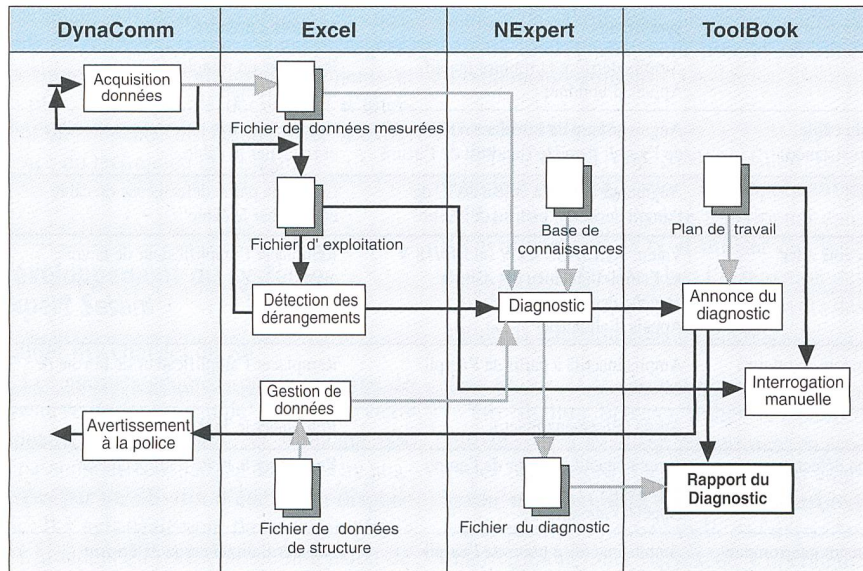 DynaComm
Excel
NExpert
ToolBook
Acquisition
données
Fichier de données mesurées
Fichier d' exploitation
Base de
connaissances
Plan de travail
Détection des
dérangements
Diagnostic
Annonce du
diagnostic
Gestion de
données
Interrogation
manuelle
Avertissement
à la police
Rapport du
Diagnostic
Fichier de données
de structure
Fichier du diagnostic